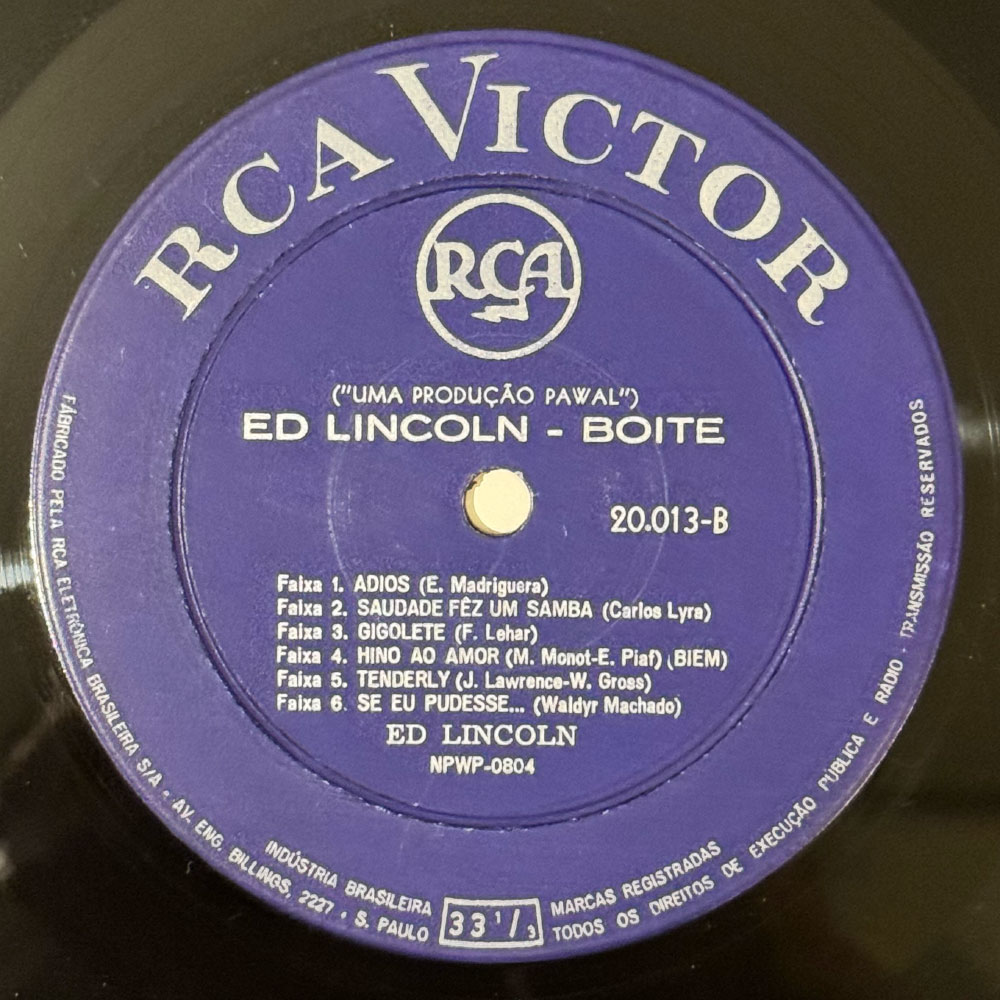 RCA VICTOR
RCA
("UMA PRODUÇÃO PAWAL")
ED LINCOLN - BOITE
20.013-B
Faixa 1. ADIOS (E. Madriguera)
Faixa 2. SAUDADE FÊZ UM SAMBA (Carlos Lyra)
Faixa 3. GIGOLETE (F. Lehar)
Faixa 4. HINO AO AMOR (M. Monot-E. Piaf) (BIEM)
Faixa 5. TENDERLY (J. Lawrence-W. Gross)
Faixa 6. SE EU PUDESSE... (Waldyr Machado)
ED LINCOLN
NPWP-0804
FÁBRICADO PELA RCA ELETRÔNICA BRASILEIRA S/A - AV. ENG. BILLINGS, 2227 - S. PAULO
INDÚSTRIA BRASILEIRA
33 1/3
MARCAS REGISTRADAS
TODOS OS DIREITOS DE EXECUÇÃO PÚBLICA E RADIO - TRANSMISSÃO RESERVADOS